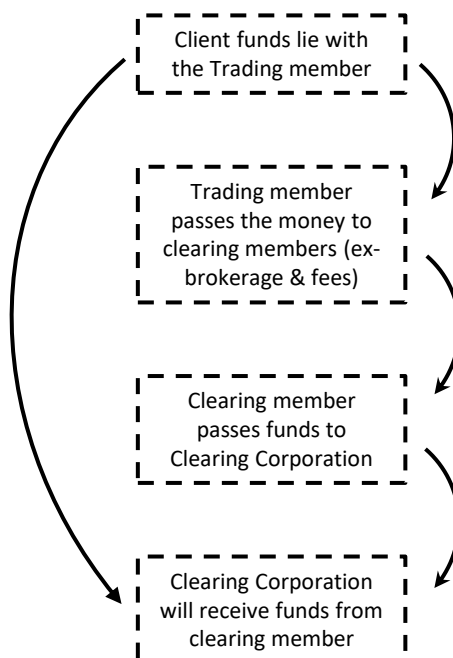 Client funds lie with
the Trading member
Trading member
passes the money to
clearing members (ex-
brokerage & fees)
Clearing member
passes funds to
Clearing Corporation
Clearing Corporation
will receive funds from
clearing member